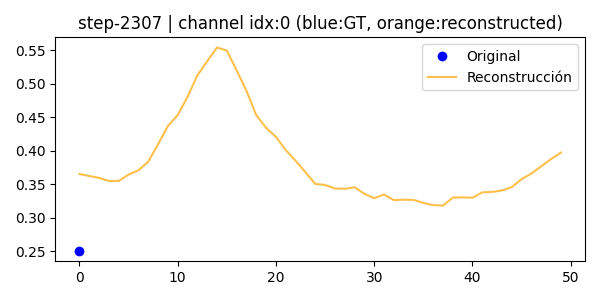 step-2307 | channel idx:0 (blue:GT, orange:reconstructed)
Original
Reconstrucción
0.55
0.50
0.45
0.40
0.35
0.30
0.25
0 10 20 30 40 50